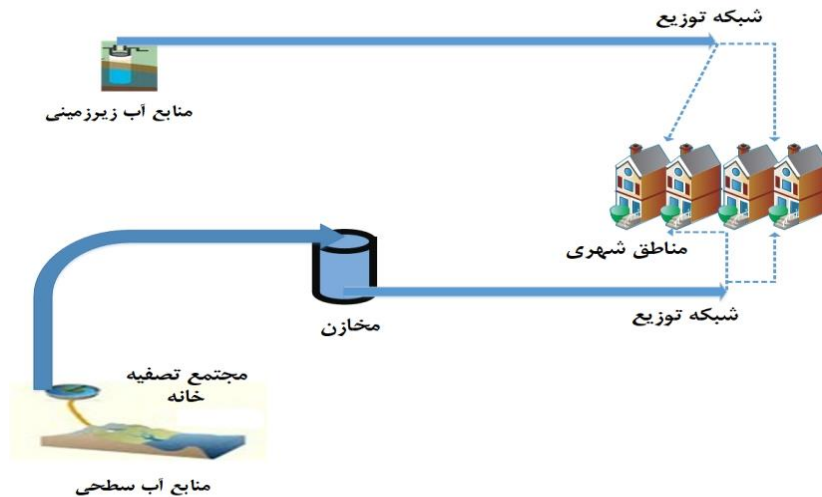 شبکه توزیع
منابع آب زیرزمینی
مناطق شهری
مخازن
شبکه توزیع
مجتمع تصفیه
خانه
منابع آب سطحی